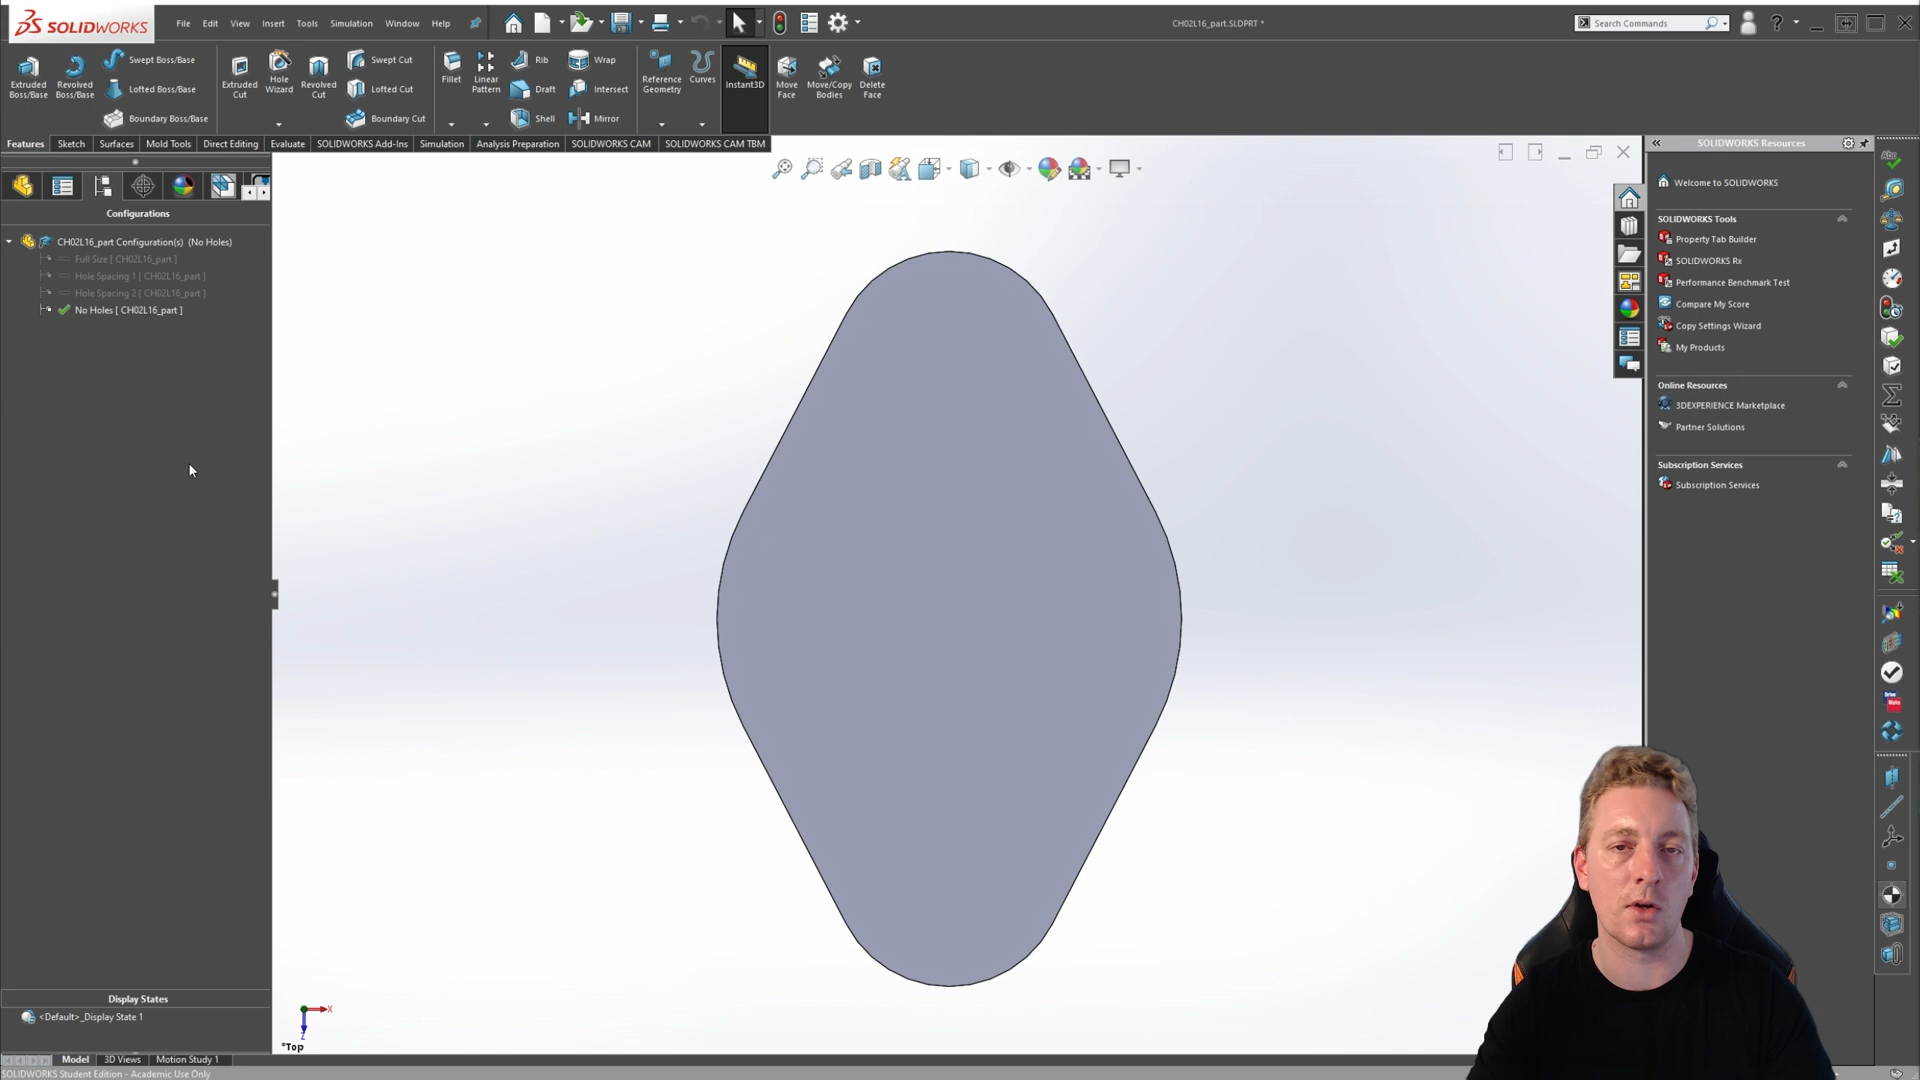 SOLIDWORKS
File Edit View Insert Tools Simulation Window Help
CH02L16_part.SLDPRT *
Search Commands
Extruded Boss/Base
Revolved Boss/Base
Swept Boss/Base
Lofted Boss/Base
Boundary Boss/Base
Extruded Cut
Hole Wizard
Revolved Cut
Swept Cut
Lofted Cut
Boundary Cut
Fillet
Linear Pattern
Rib
Draft
Shell
Wrap
Intersect
Mirror
Reference Geometry
Curves
Instant3D
Move Face
Move/Copy Bodies
Delete Face
Features Sketch Surfaces Mold Tools Direct Editing Evaluate SOLIDWORKS Add-Ins Simulation Analysis Preparation SOLIDWORKS CAM SOLIDWORKS CAM TBM
Configurations
CH02L16_part Configuration(s) (No Holes)
Full Size [ CH02L16_part ]
Hole Spacing 1 [ CH02L16_part ]
Hole Spacing 2 [ CH02L16_part ]
No Holes [ CH02L16_part ]
SOLIDWORKS Resources
Welcome to SOLIDWORKS
SOLIDWORKS Tools
Property Tab Builder
SOLIDWORKS Rx
Performance Benchmark Test
Compare My Score
Copy Settings Wizard
My Products
Online Resources
3DEXPERIENCE Marketplace
Partner Solutions
Subscription Services
Subscription Services
Display States
<Default>_Display State 1
X
Z
*Top
Model 3D Views Motion Study 1
SOLIDWORKS Student Edition - Academic Use Only